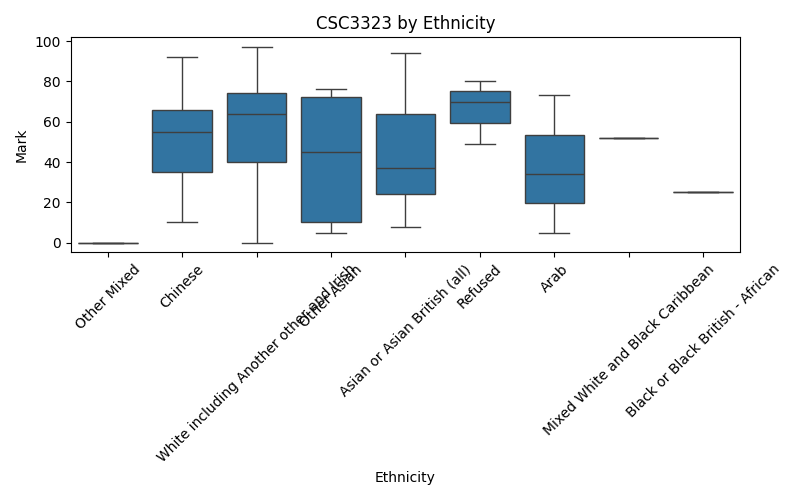 CSC3323 by Ethnicity
100
80
60
40
20
0
Mark
Other Mixed
Chinese
White including Another other and Irish
Other Asian
Asian or Asian British (all)
Refused
Arab
Mixed White and Black Caribbean
Black or Black British - African
Ethnicity